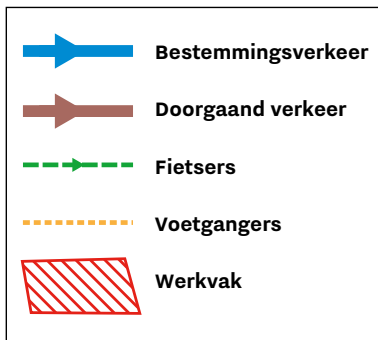 Bestemmingsverkeer
Doorgaand verkeer
Fietsers
Voetgangers
Werkvak